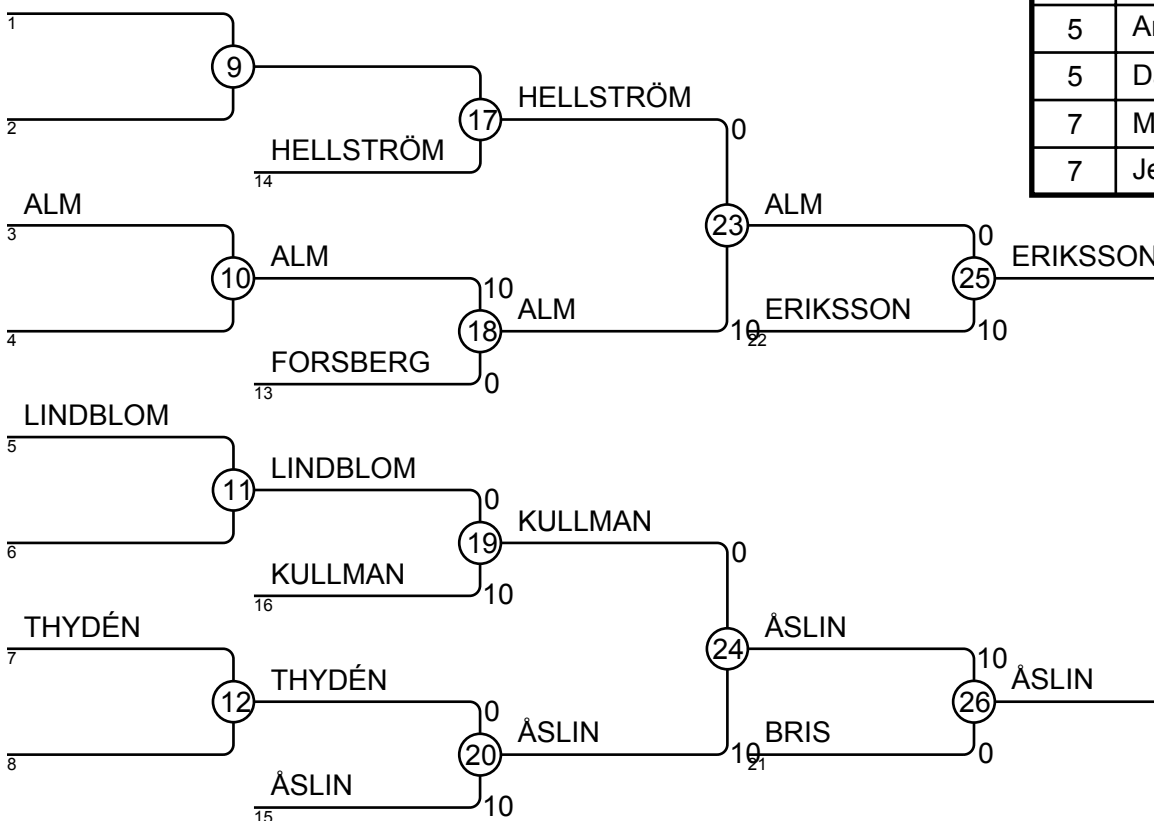 1
5 A
9
5 D
HELLSTRÖM
17
0
2
7 M
HELLSTRÖM
14
7 Je
ALM
3
ALM
23
0
ALM
10
10
25
ERIKSSON
ALM
18
ERIKSSON
4
10
22
10
FORSBERG
13
0
LINDBLOM
5
LINDBLOM
11
0
KULLMAN
19
6
0
KULLMAN
16
10
THYDÉN
7
ÅSLIN
24
10
THYDÉN
12
ÅSLIN
26
0
ÅSLIN
20
BRIS
8
10
21
0
ÅSLIN
15
10